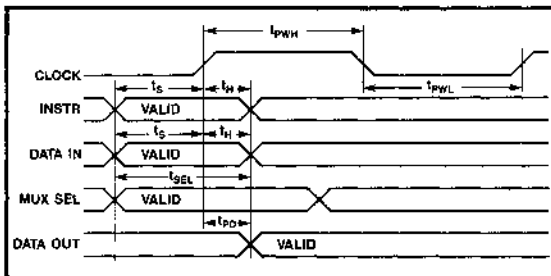 tPWH
CLOCK
tS tH tPWL
INSTR VALID
tS tH
DATA IN VALID
tSEL
MUX SEL VALID
tPD
DATA OUT VALID